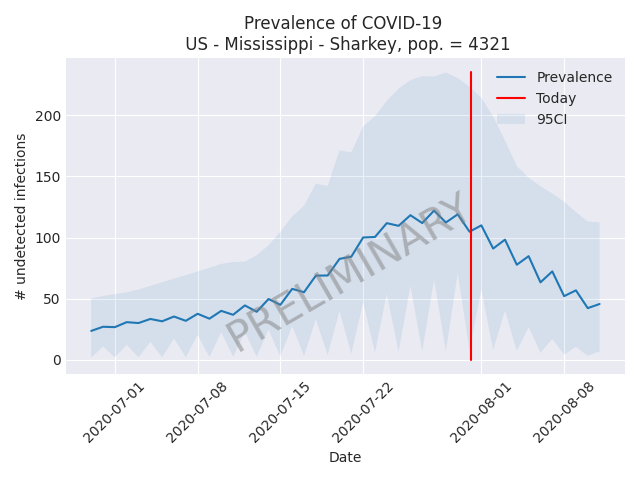 Prevalence of COVID-19
US - Mississippi - Sharkey, pop. = 4321
Prevalence
Today
95CI
# undetected infections
200
150
100
50
0
PRELIMINARY
2020-07-01
2020-07-08
2020-07-15
2020-07-22
2020-08-01
2020-08-08
Date